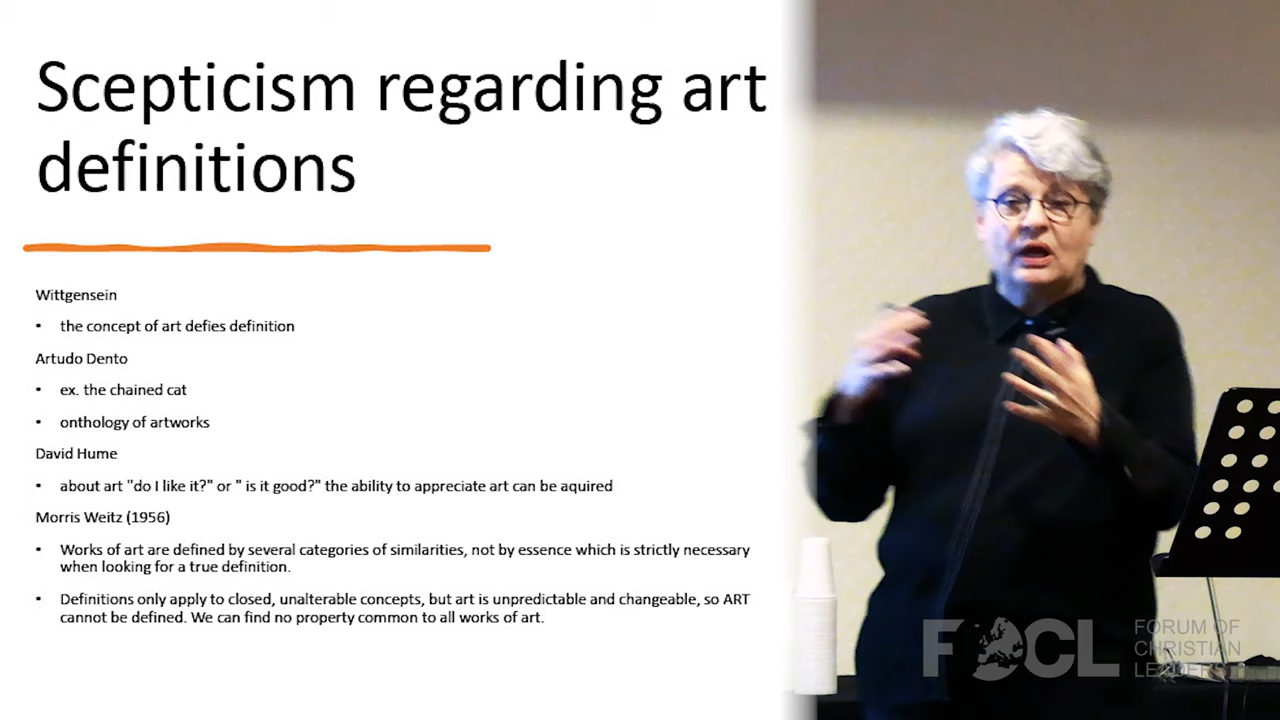 Scepticism regarding art
definitions
Wittgensein
• the concept of art defies definition
Artudo Dento
• ex. the chained cat
• onthology of artworks
David Hume
• about art "do I like it?" or " is it good?" the ability to appreciate art can be aquired
Morris Weitz (1956)
• Works of art are defined by several categories of similarities, not by essence which is strictly necessary
when looking for a true definition.
• Definitions only apply to closed, unalterable concepts, but art is unpredictable and changeable, so ART
cannot be defined. We can find no property common to all works of art.
FOCL
FORUM OF
CHRISTIAN
LEADERS